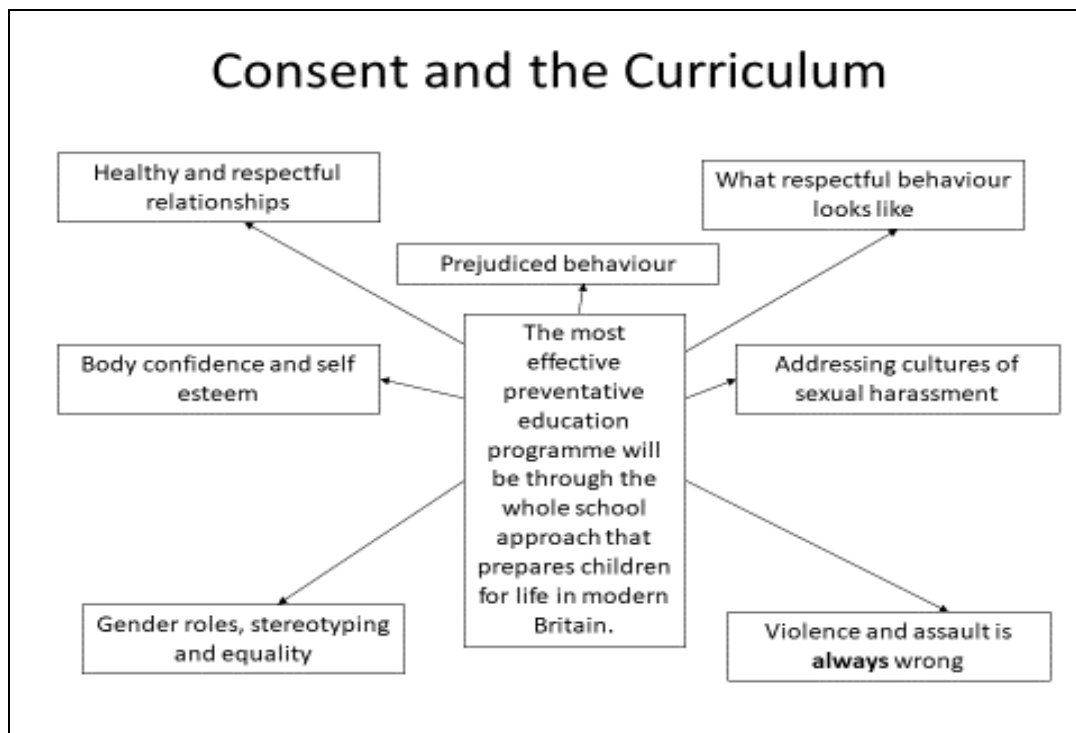 Consent and the Curriculum
Healthy and respectful
relationships
What respectful behaviour
looks like
Prejudiced behaviour
The most
effective
preventative
education
programme will
be through the
whole school
approach that
prepares children
for life in modern
Britain.
Body confidence and self
esteem
Addressing cultures of
sexual harassment
Gender roles, stereotyping
and equality
Violence and assault is
always wrong